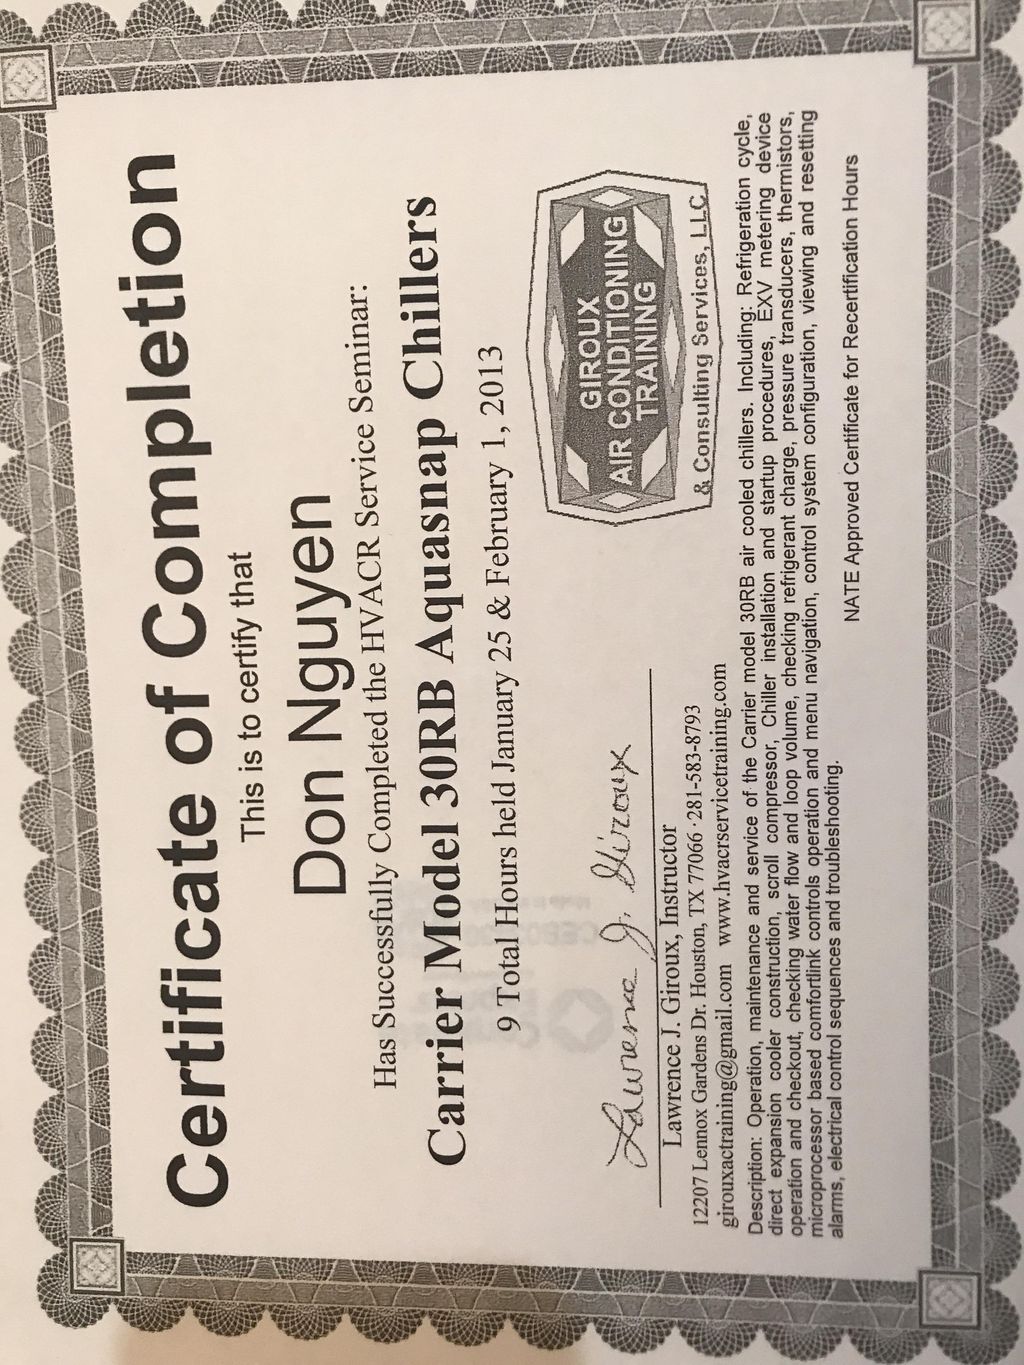 Certificate of Completion
This is to certify that
Don Nguyen
Has Successfully Completed the HVACR Service Seminar:
Carrier Model 30RB Aquasnap Chillers
9 Total Hours held January 25 & February 1, 2013
GIROUX
AIR CONDITIONING
TRAINING
& Consulting Services, LLC
Lawrence J. Giroux
Lawrence J. Giroux, Instructor
12207 Lennox Gardens Dr. Houston, TX 77066·281-583-8793
girouxactraining@gmail.com www.hvacrservicetraining.com
Description: Operation, maintenance and service of the Carrier model 30RB air cooled chillers. Including: Refrigeration cycle,
direct expansion cooler construction, scroll compressor, Chiller installation and startup procedures, EXV metering device
operation and checkout, checking water flow and loop volume, checking refrigerant charge, pressure transducers, thermistors,
microprocessor based comfortlink controls operation and menu navigation, control system configuration, viewing and resetting
alarms, electrical control sequences and troubleshooting.
NATE Approved Certificate for Recertification Hours